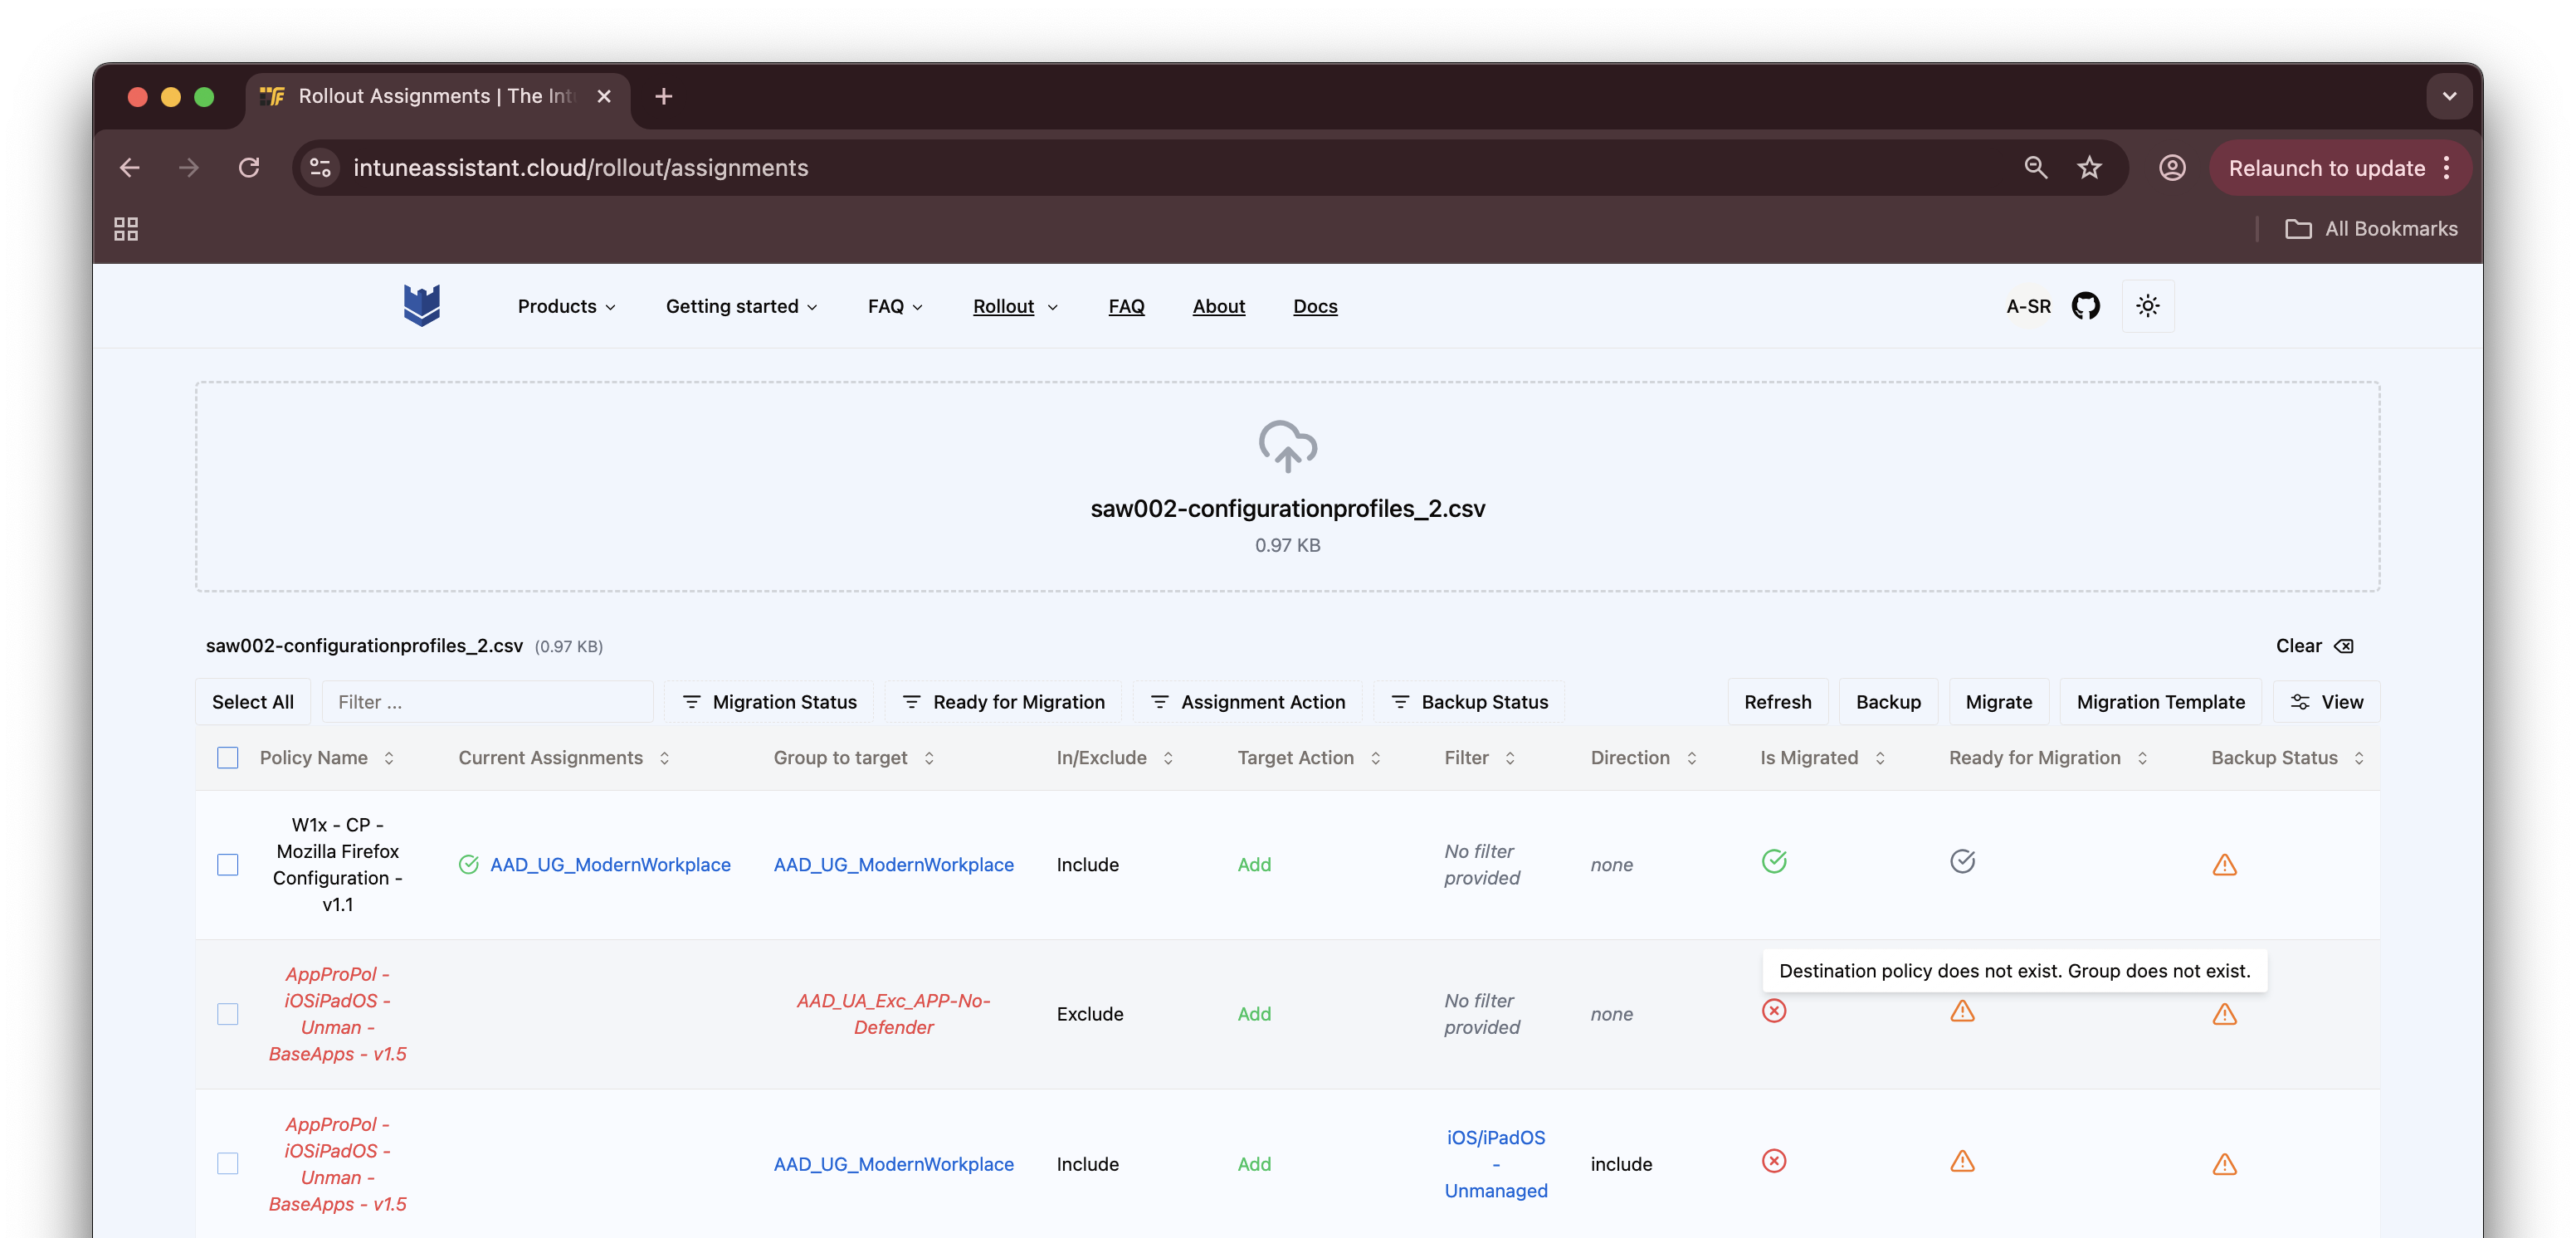 Rollout Assignments | The Int
Relaunch to update
intuneassistant.cloud/rollout/assignments
All Bookmarks
Products
Getting started
FAQ
Rollout
FAQ
About
Docs
A-SR
saw002-configurationprofiles_2.csv
0.97 KB
saw002-configurationprofiles_2.csv (0.97 KB)
Clear
Select All
Filter ...
Migration Status
Ready for Migration
Assignment Action
Backup Status
Refresh
Backup
Migrate
Migration Template
View
Policy Name
Current Assignments
Group to target
In/Exclude
Target Action
Filter
Direction
Is Migrated
Ready for Migration
Backup Status
W1x - CP -
Mozilla Firefox
Configuration -
v1.1
AAD_UG_ModernWorkplace
AAD_UG_ModernWorkplace
Include
Add
No filter
provided
none
Destination policy does not exist. Group does not exist.
AppProPol -
iOSiPadOS -
Unman -
BaseApps - v1.5
AAD_UA_Exc_APP-No-
Defender
Exclude
Add
No filter
provided
none
AppProPol -
iOSiPadOS -
Unman -
BaseApps - v1.5
AAD_UG_ModernWorkplace
Include
Add
iOS/iPadOS
-
Unmanaged
include